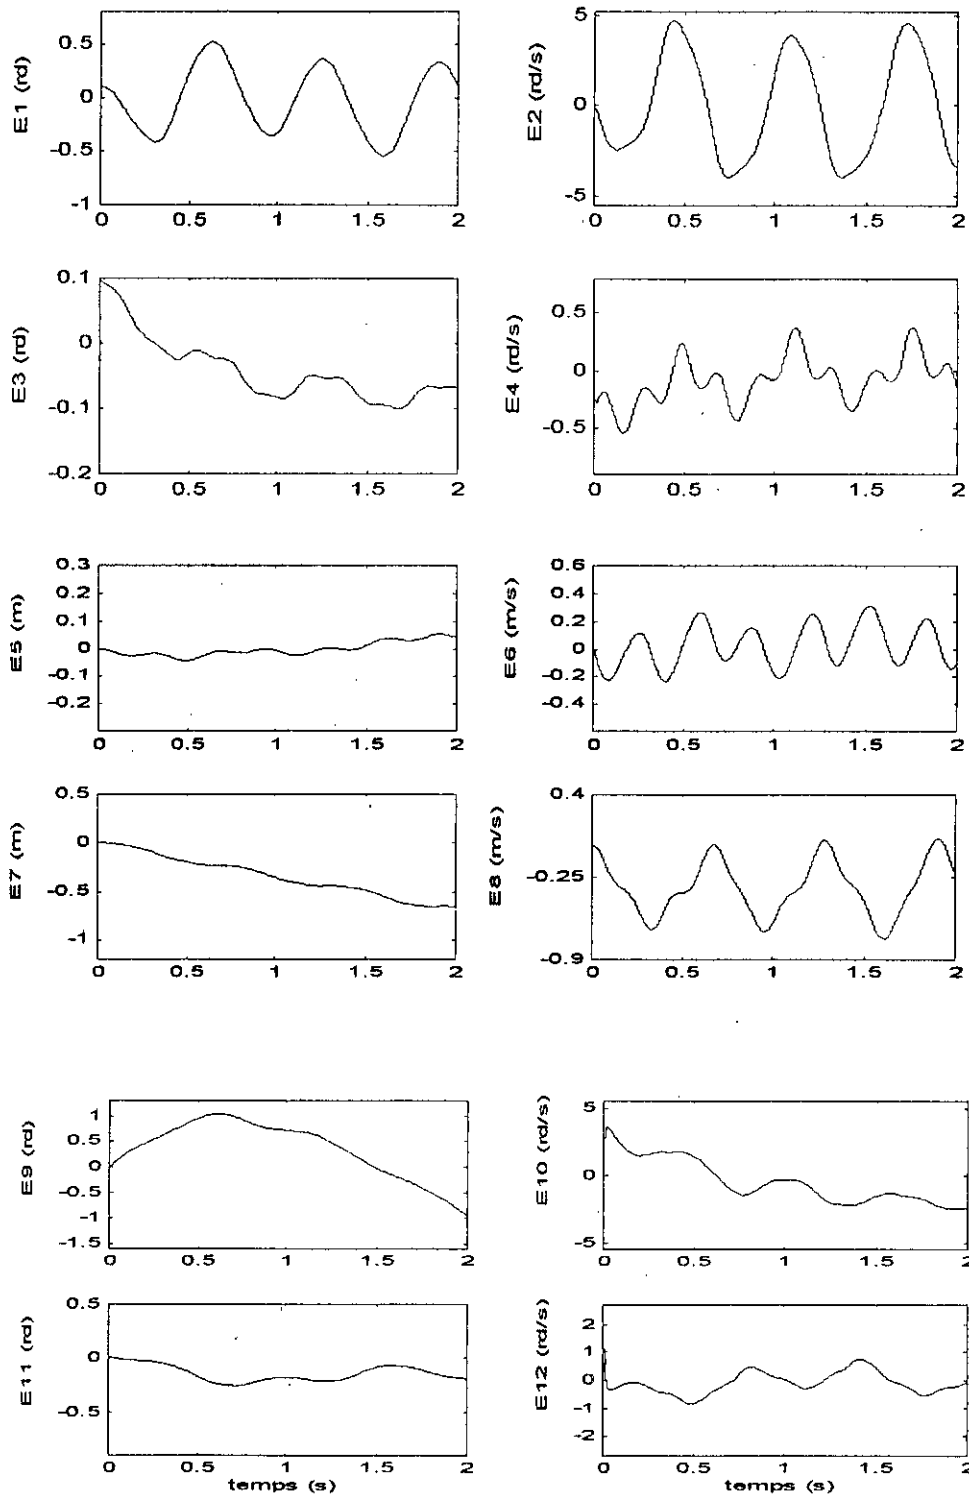 E1 (rd)
0.5
0
-0.5
-1
0 0.5 1 1.5 2
E2 (rd/s)
5
0
-5
0 0.5 1 1.5 2
E3 (rd)
0.1
0
-0.1
-0.2
0 0.5 1 1.5 2
E4 (rd/s)
0.5
0
-0.5
0 0.5 1 1.5 2
E5 (m)
0.3
0.2
0.1
0
-0.1
-0.2
0 0.5 1 1.5 2
E6 (m/s)
0.6
0.4
0.2
0
-0.2
-0.4
0 0.5 1 1.5 2
E7 (m)
0.5
0
-0.5
-1
0 0.5 1 1.5 2
E8 (m/s)
0.4
-0.25
-0.9
0 0.5 1 1.5 2
E9 (rd)
1
0.5
0
-0.5
-1
-1.5
0 0.5 1 1.5 2
E10 (rd/s)
5
0
-5
0 0.5 1 1.5 2
E11 (rd)
0.5
0
-0.5
0 0.5 1 1.5 2
temps (s)
E12 (rd/s)
2
1
0
-1
-2
0 0.5 1 1.5 2
temps (s)